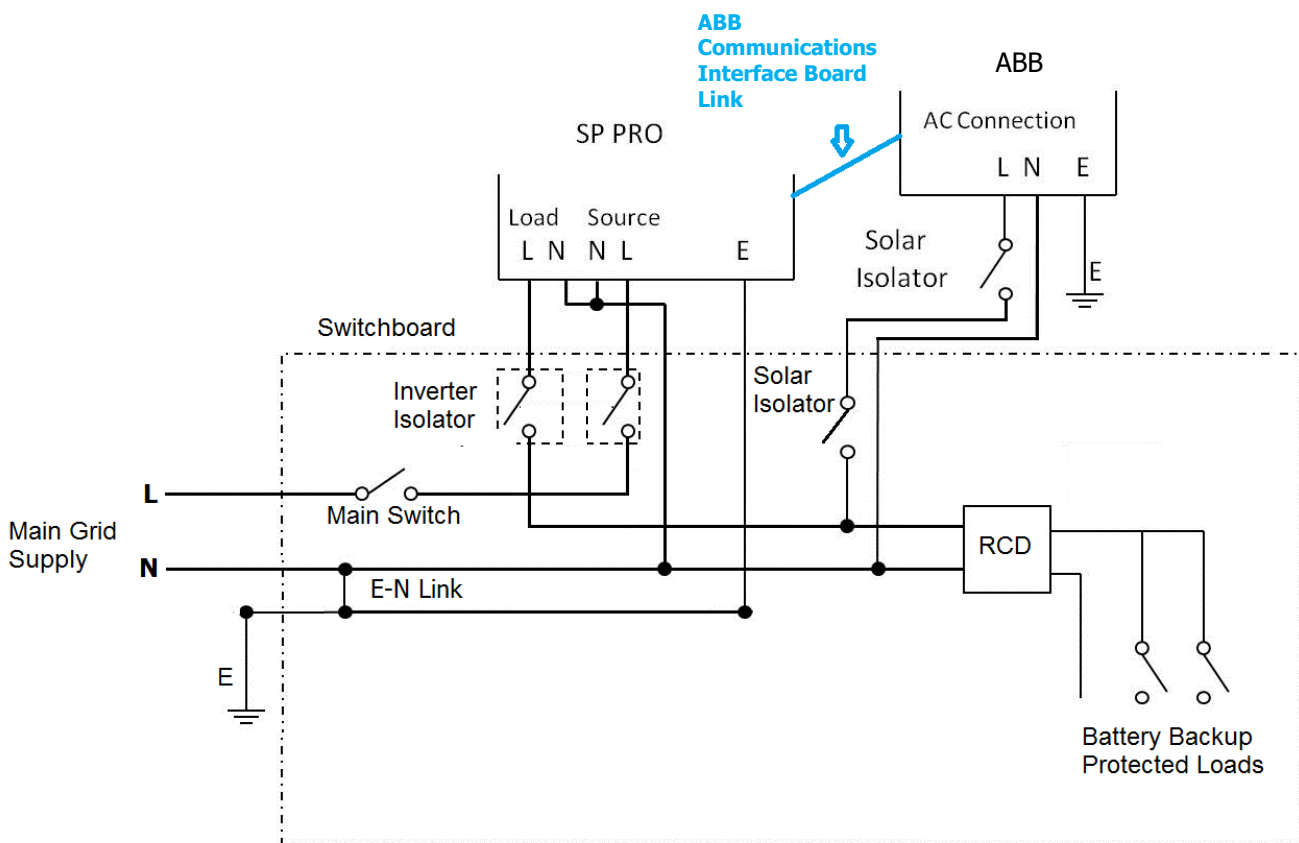 ABB
Communications
Interface Board
Link
ABB
AC Connection
L N E
SP PRO
Load Source
L N N L E
Solar
Isolator
E
Switchboard
Inverter
Isolator
Solar
Isolator
L
Main Switch
Main Grid
Supply
N
E-N Link
RCD
E
Battery Backup
Protected Loads